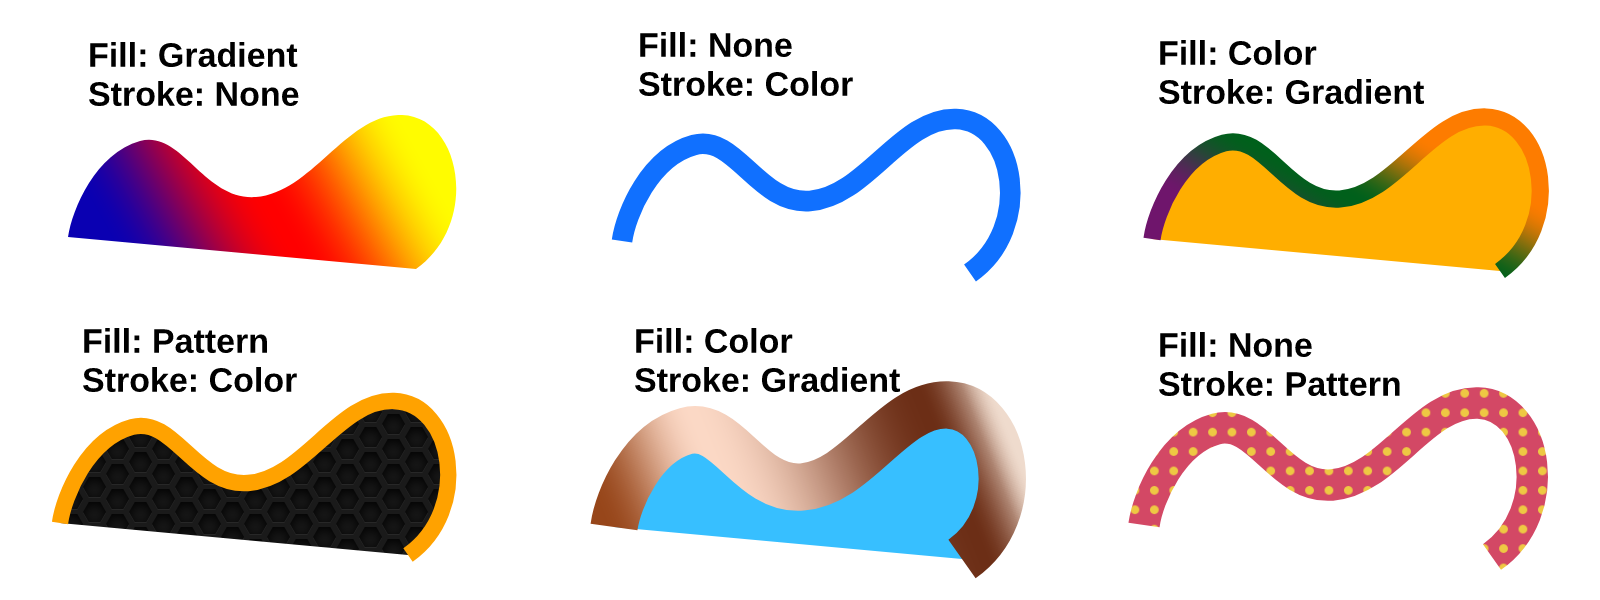 Fill: Gradient
Stroke: None
Fill: None
Stroke: Color
Fill: Color
Stroke: Gradient
Fill: Pattern
Stroke: Color
Fill: Color
Stroke: Gradient
Fill: None
Stroke: Pattern